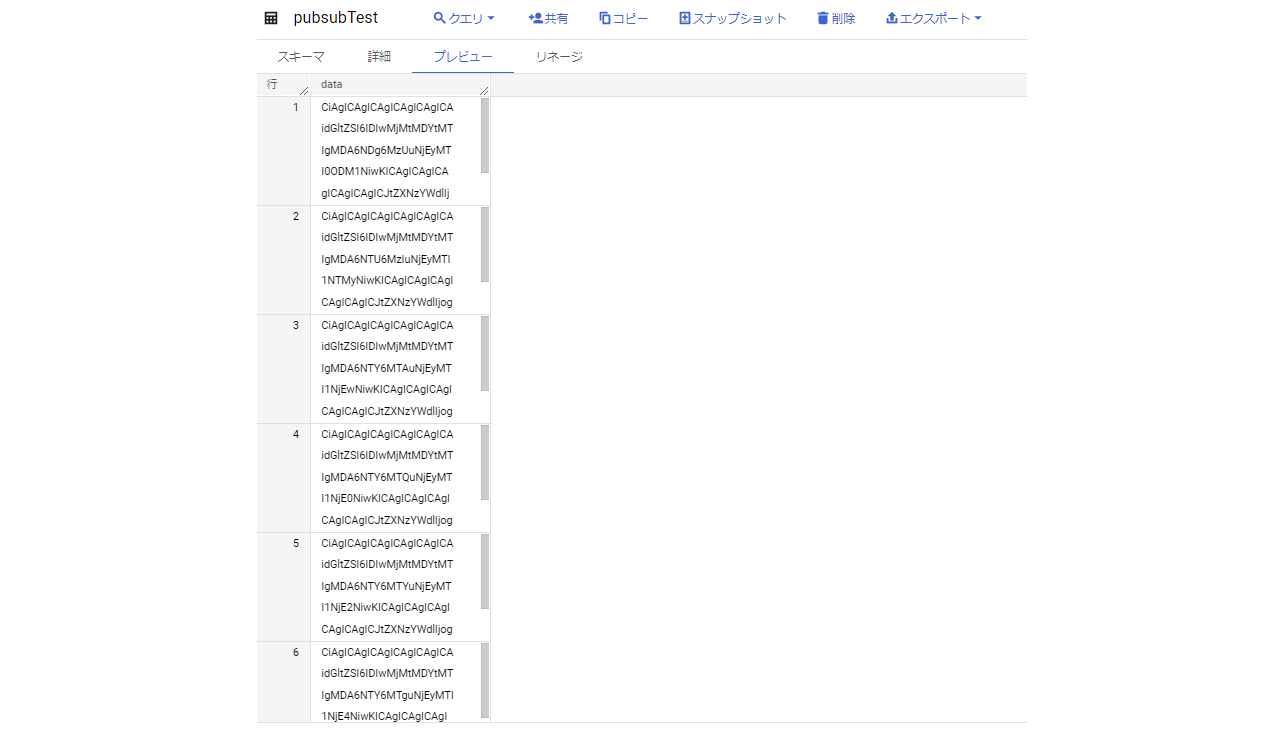 pubsubTest クエリ 共有 コピー スナップショット 削除 エクスポート
スキーマ 詳細 プレビュー リネージ
行 data
1 CiAgICAgICAgICAgICAgICA
idGltZSI6IDIwMjMtMDYtMT
IgMDA6NDg6MzUuNjEyMT
I0ODM1NiwKICAgICAgICA
gICAgICAgICJtZXNzYWdlIj
2 CiAgICAgICAgICAgICAgICA
idGltZSI6IDIwMjMtMDYtMT
IgMDA6NTU6MzIuNjEyMTI
1NTMyNiwKICAgICAgICAgI
CAgICAgICJtZXNzYWdlIjog
3 CiAgICAgICAgICAgICAgICA
idGltZSI6IDIwMjMtMDYtMT
IgMDA6NTY6MTAuNjEyMT
I1NjEwNiwKICAgICAgICAgI
CAgICAgICJtZXNzYWdlIjog
4 CiAgICAgICAgICAgICAgICA
idGltZSI6IDIwMjMtMDYtMT
IgMDA6NTY6MTQuNjEyMT
I1NjE0NiwKICAgICAgICAgI
CAgICAgICJtZXNzYWdlIjog
5 CiAgICAgICAgICAgICAgICA
idGltZSI6IDIwMjMtMDYtMT
IgMDA6NTY6MTYuNjEyMT
I1NjE2NiwKICAgICAgICAgI
CAgICAgICJtZXNzYWdlIjog
6 CiAgICAgICAgICAgICAgICA
idGltZSI6IDIwMjMtMDYtMT
IgMDA6NTY6MTguNjEyMTI
1NjE4NiwKICAgICAgICAgI